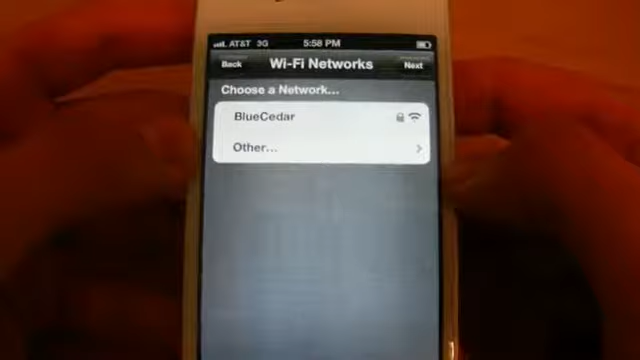 AT&T 3G 5:58 PM
Back Wi-Fi Networks Next
Choose a Network...
BlueCedar
Other...